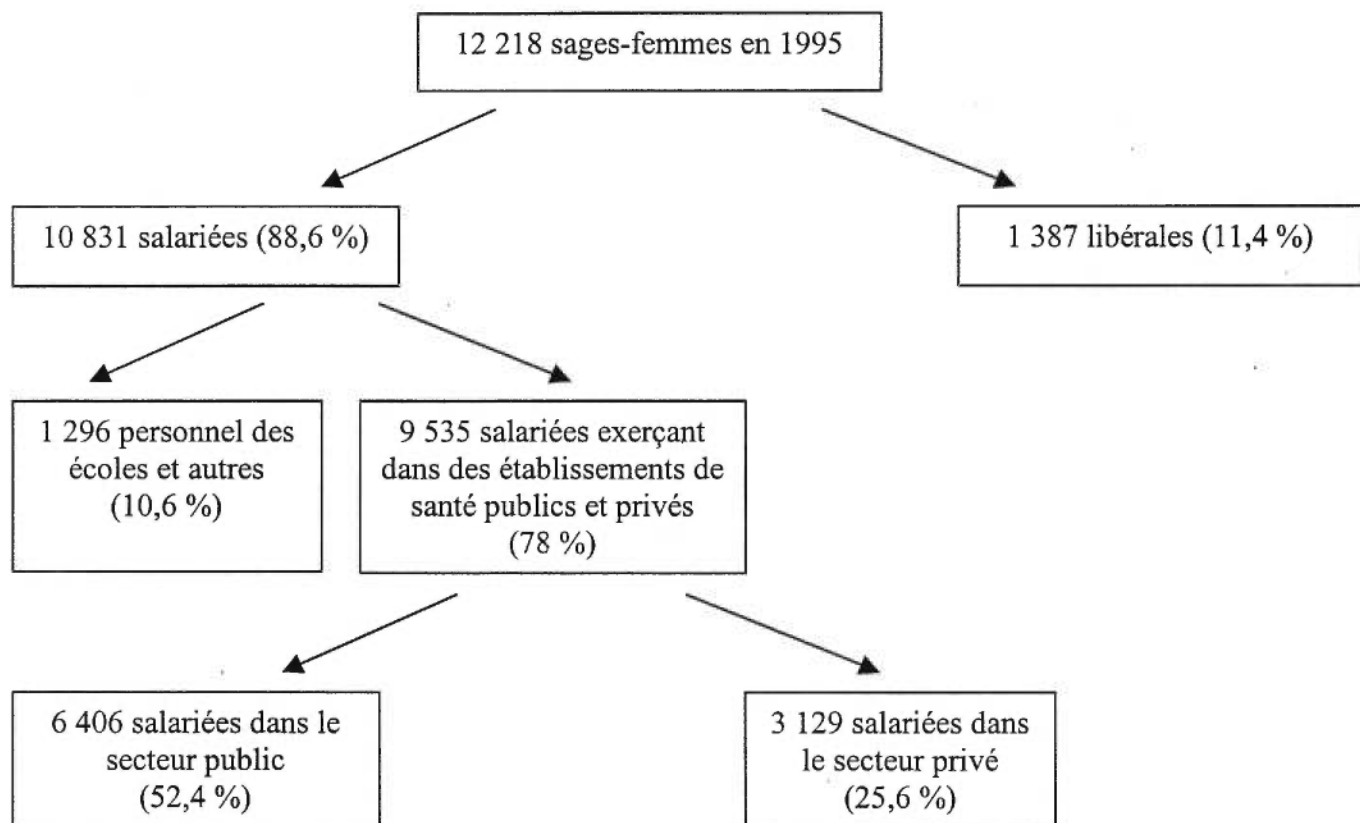 12 218 sages-femmes en 1995
10 831 salariées (88,6 %)
1 387 libérales (11,4 %)
1 296 personnel des
écoles et autres
(10,6 %)
9 535 salariées exerçant
dans des établissements de
santé publics et privés
(78 %)
6 406 salariées dans le
secteur public
(52,4 %)
3 129 salariées dans
le secteur privé
(25,6 %)